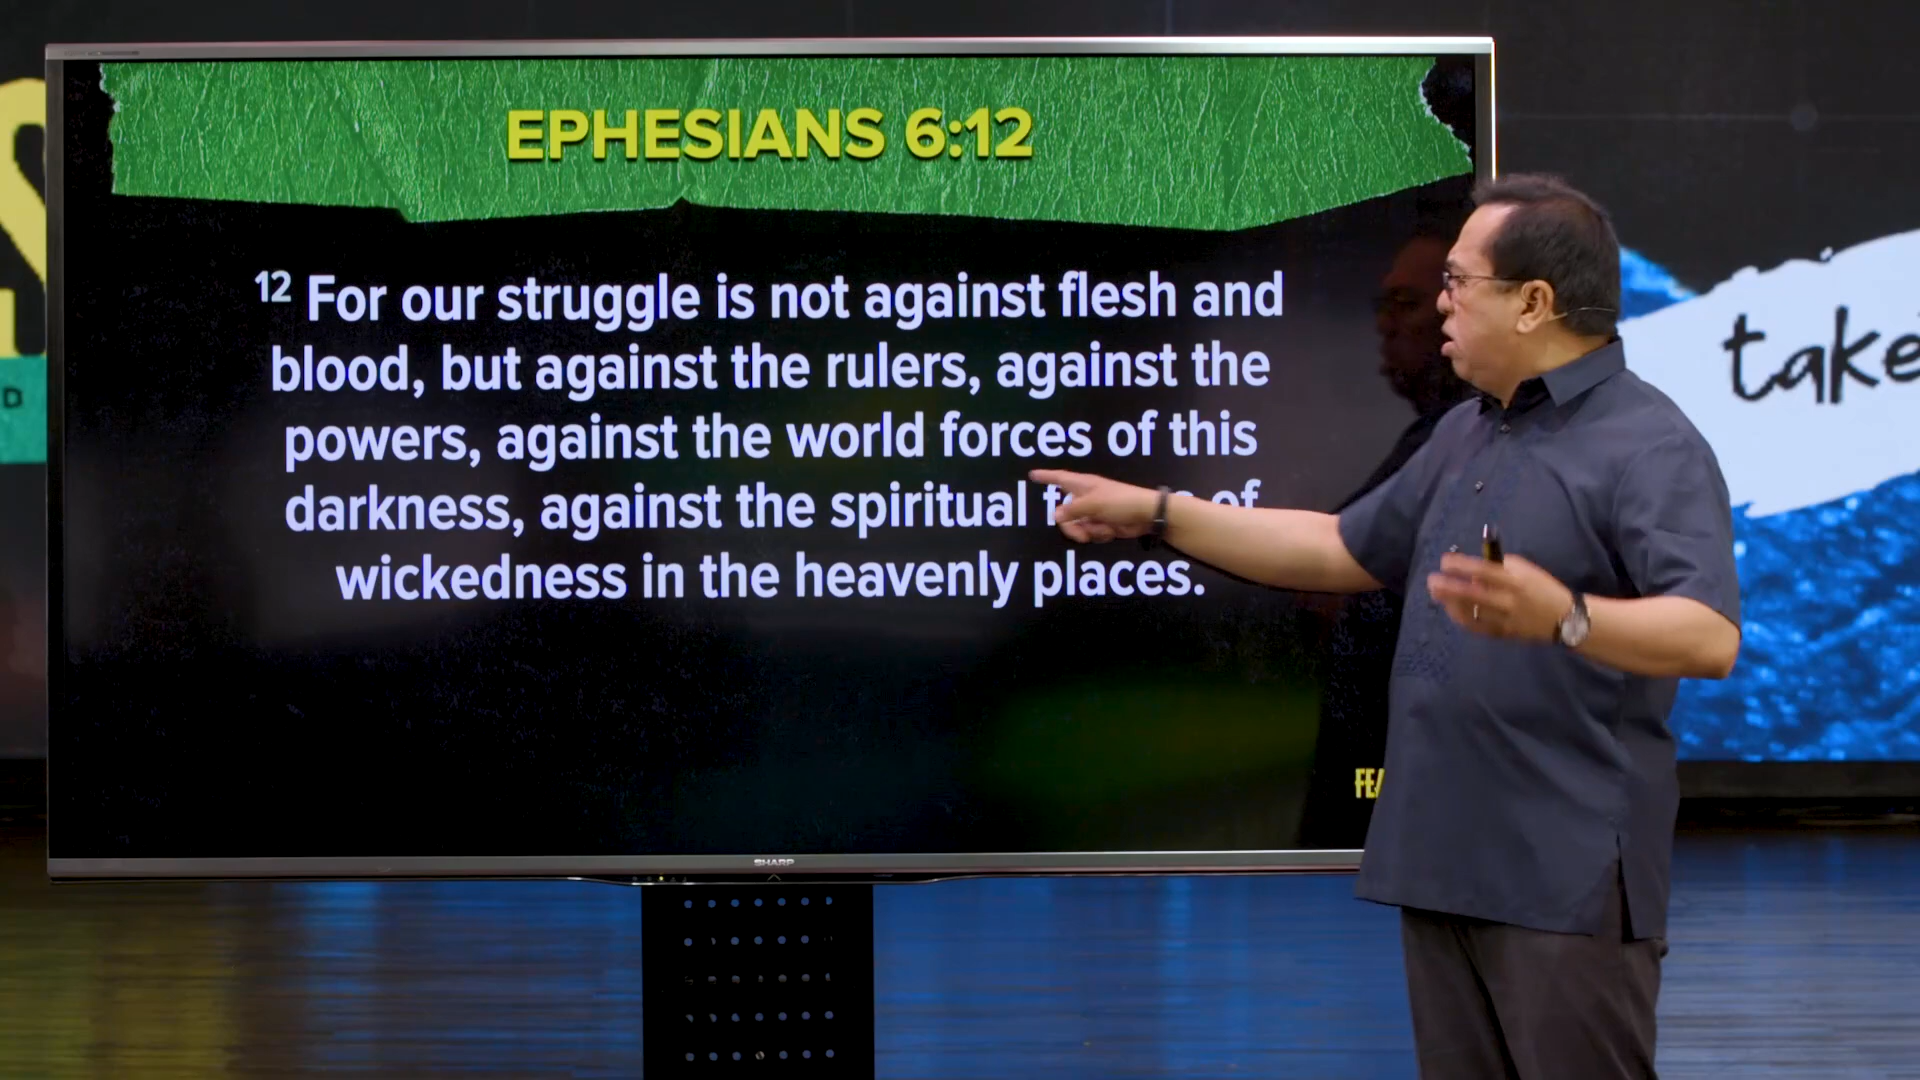 EPHESIANS 6:12
12 For our struggle is not against flesh and
blood, but against the rulers, against the
powers, against the world forces of this
darkness, against the spiritual of
wickedness in the heavenly places.
SHARP
take
D